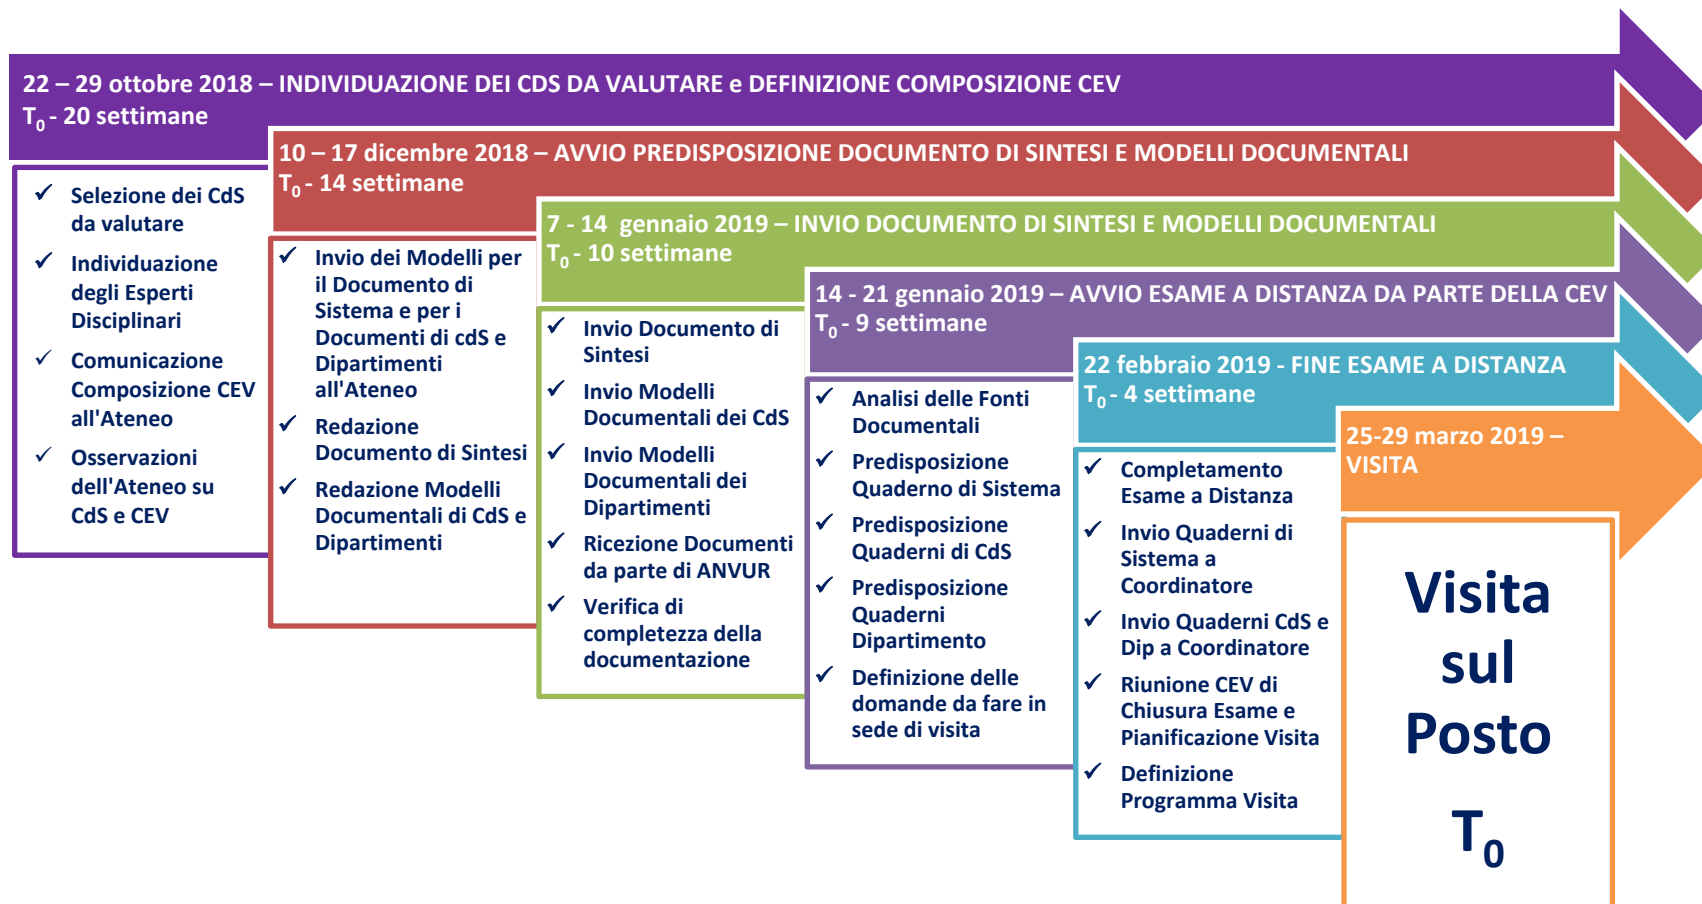 22 – 29 ottobre 2018 – INDIVIDUAZIONE DEI CDS DA VALUTARE e DEFINIZIONE COMPOSIZIONE CEV
T0 - 20 settimane
✓ Selezione dei CdS
da valutare
✓ Individuazione
degli Esperti
Disciplinari
✓ Comunicazione
Composizione CEV
all'Ateneo
✓ Osservazioni
dell'Ateneo su
CdS e CEV
10 – 17 dicembre 2018 – AVVIO PREDISPOSIZIONE DOCUMENTO DI SINTESI E MODELLI DOCUMENTALI
T0 - 14 settimane
✓ Invio dei Modelli per
il Documento di
Sistema e per i
Documenti di cdS e
Dipartimenti
all'Ateneo
✓ Redazione
Documento di Sintesi
✓ Redazione Modelli
Documentali di CdS e
Dipartimenti
7 - 14 gennaio 2019 – INVIO DOCUMENTO DI SINTESI E MODELLI DOCUMENTALI
T0 - 10 settimane
✓ Invio Documento di
Sintesi
✓ Invio Modelli
Documentali dei CdS
✓ Invio Modelli
Documentali dei
Dipartimenti
✓ Ricezione Documenti
da parte di ANVUR
✓ Verifica di
completezza della
documentazione
14 - 21 gennaio 2019 – AVVIO ESAME A DISTANZA DA PARTE DELLA CEV
T0 - 9 settimane
✓ Analisi delle Fonti
Documentali
✓ Predisposizione
Quaderno di Sistema
✓ Predisposizione
Quaderni di CdS
✓ Predisposizione
Quaderni
Dipartimento
✓ Definizione delle
domande da fare in
sede di visita
22 febbraio 2019 - FINE ESAME A DISTANZA
T0 - 4 settimane
✓ Completamento
Esame a Distanza
✓ Invio Quaderni di
Sistema a
Coordinatore
✓ Invio Quaderni CdS e
Dip a Coordinatore
✓ Riunione CEV di
Chiusura Esame e
Pianificazione Visita
✓ Definizione
Programma Visita
25-29 marzo 2019 –
VISITA
Visita
sul
Posto
T0